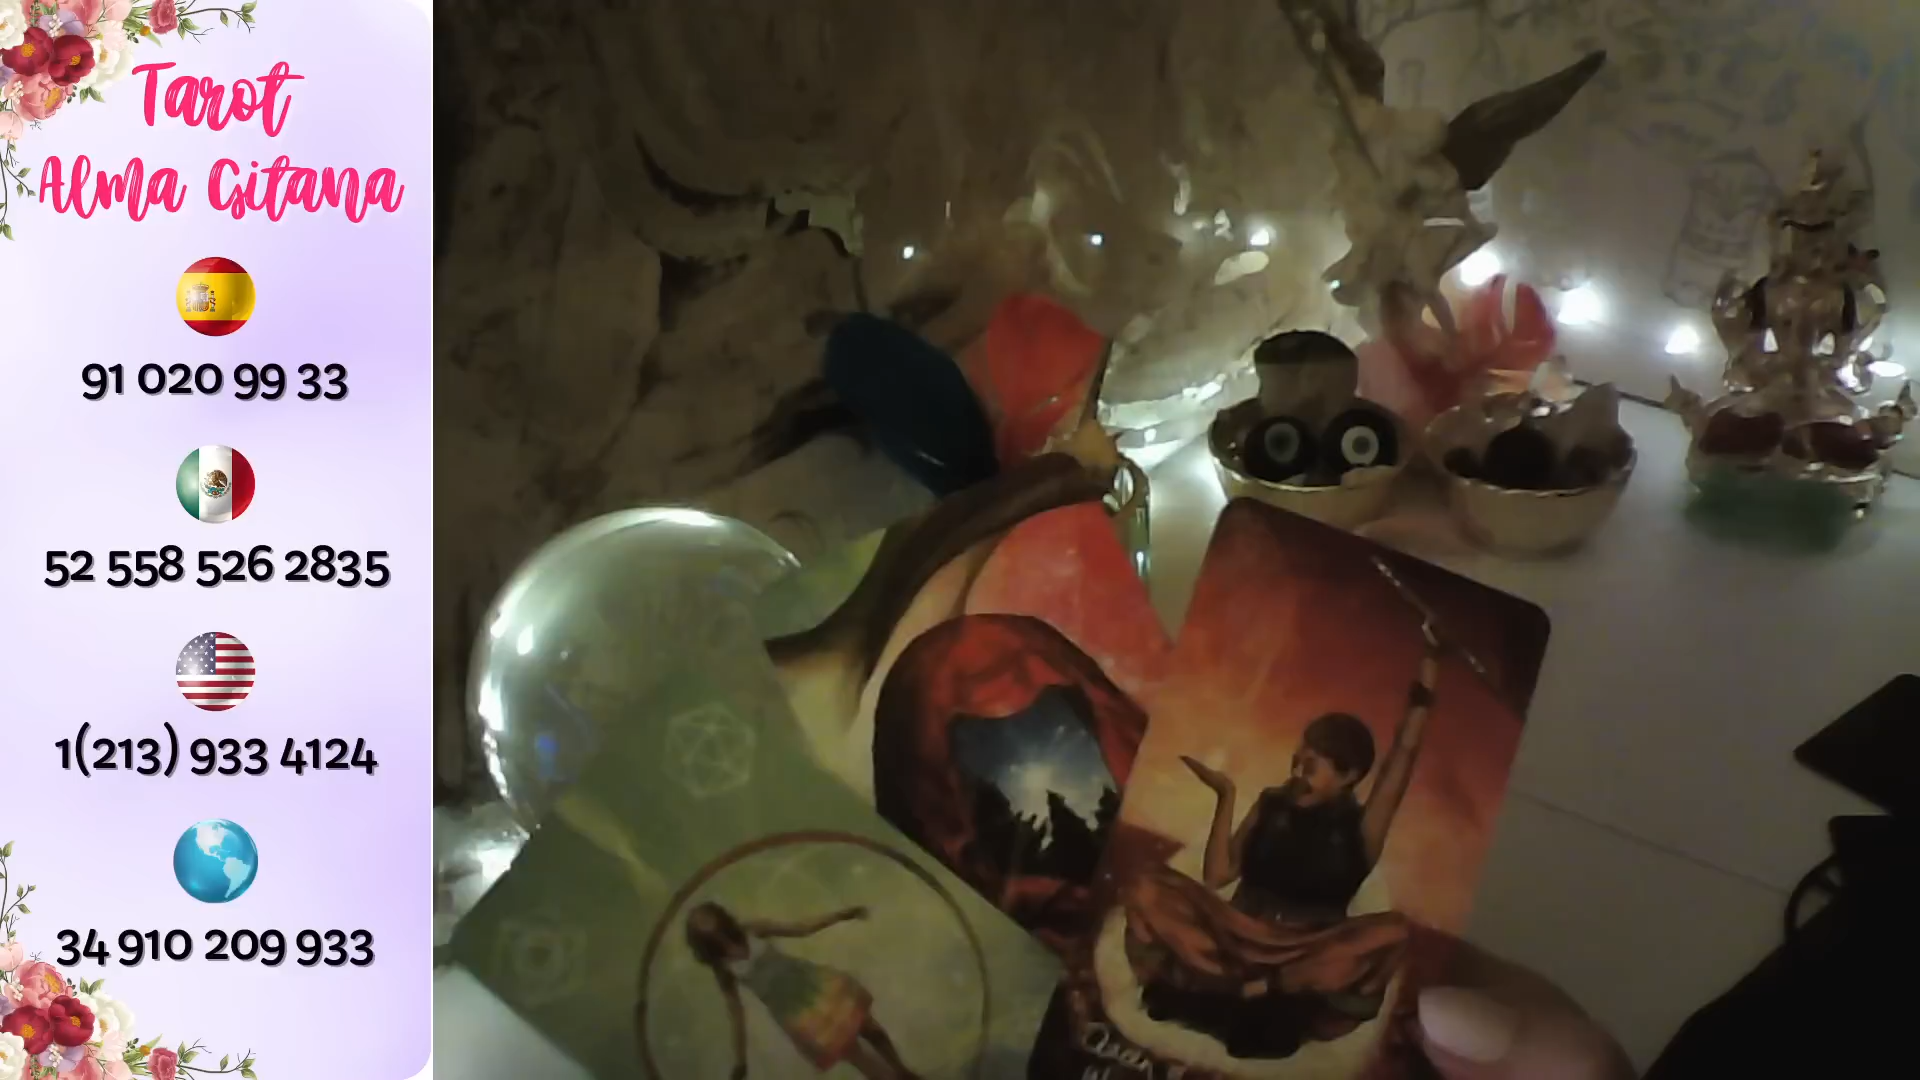 Tarot
Alma Gitana
91 020 99 33
52 558 526 2835
1(213) 933 4124
34 910 209 933